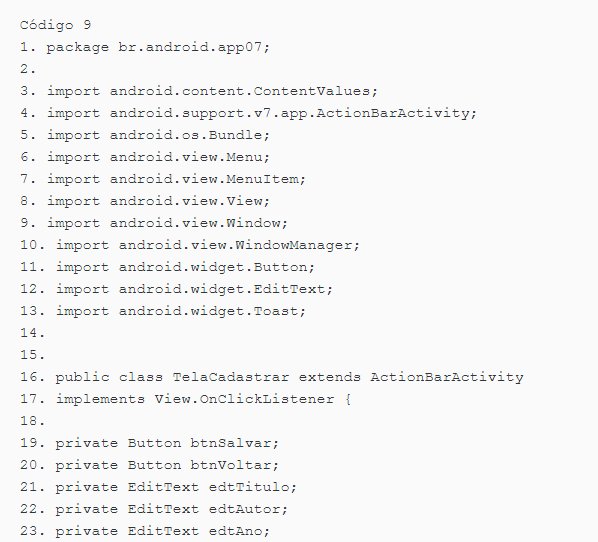 Código 9
1. package br.android.app07;
2.
3. import android.content.ContentValues;
4. import android.support.v7.app.ActionBarActivity;
5. import android.os.Bundle;
6. import android.view.Menu;
7. import android.view.MenuItem;
8. import android.view.View;
9. import android.view.Window;
10. import android.view.WindowManager;
11. import android.widget.Button;
12. import android.widget.EditText;
13. import android.widget.Toast;
14.
15.
16. public class TelaCadastrar extends ActionBarActivity
17. implements View.OnClickListener {
18.
19. private Button btnSalvar;
20. private Button btnVoltar;
21. private EditText edtTitulo;
22. private EditText edtAutor;
23. private EditText edtAno;